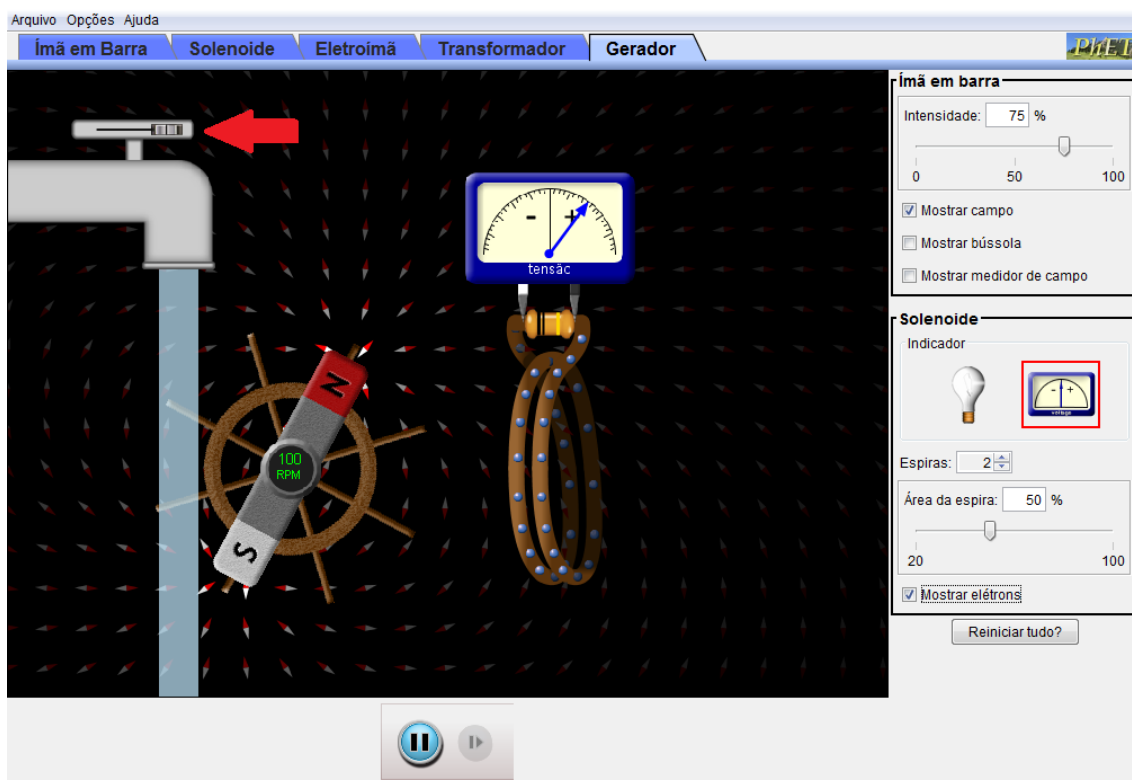 Arquivo Opções Ajuda
Ímã em Barra Solenoide Eletroímã Transformador Gerador
PhET
Ímã em barra
Intensidade: 75 %
0 50 100
Mostrar campo
Mostrar bússola
Mostrar medidor de campo
- +
tensãc
N
100
RPM
S
Solenoide
Indicador
- +
voltage
Espiras: 2
Área da espira: 50 %
20 100
Mostrar elétrons
Reiniciar tudo?